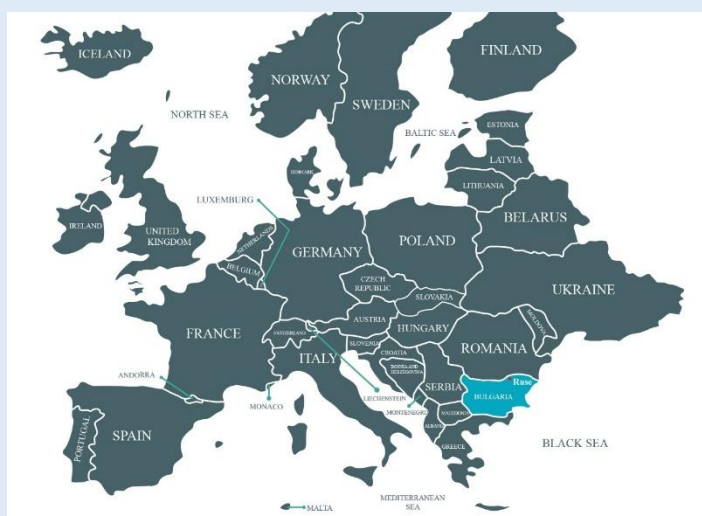 ICELAND
FINLAND
NORWAY
SWEDEN
NORTH SEA
ESTONIA
BALTIC SEA
LATVIA
DENMARK
LITHUANIA
LUXEMBURG
BELARUS
IRELAND
UNITED
KINGDOM
NETHERLANDS
POLAND
GERMANY
BELGIUM
CZECH
REPUBLIC
UKRAINE
SLOVAKIA
AUSTRIA
MOLDOVA
HUNGARY
FRANCE
SWITZERLAND
SLOVENIA
ROMANIA
CROATIA
ITALY
BOSNIA AND
HERZEGOVINA
ANDORRA
SERBIA
Ruse
BULGARIA
LIECHENSTEIN
MONACO
MONTENEGRO
MACEDONIA
PORTUGAL
SPAIN
ALBANIA
BLACK SEA
GREECE
MEDITERRANEAN
SEA
MALTA